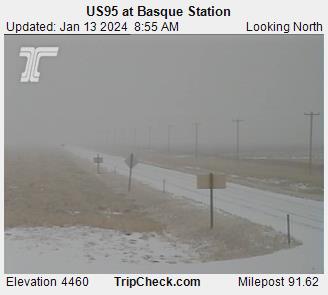 US95 at Basque Station
Updated: Jan 13 2024 8:55 AM Looking North
Elevation 4460 TripCheck.com Milepost 91.62